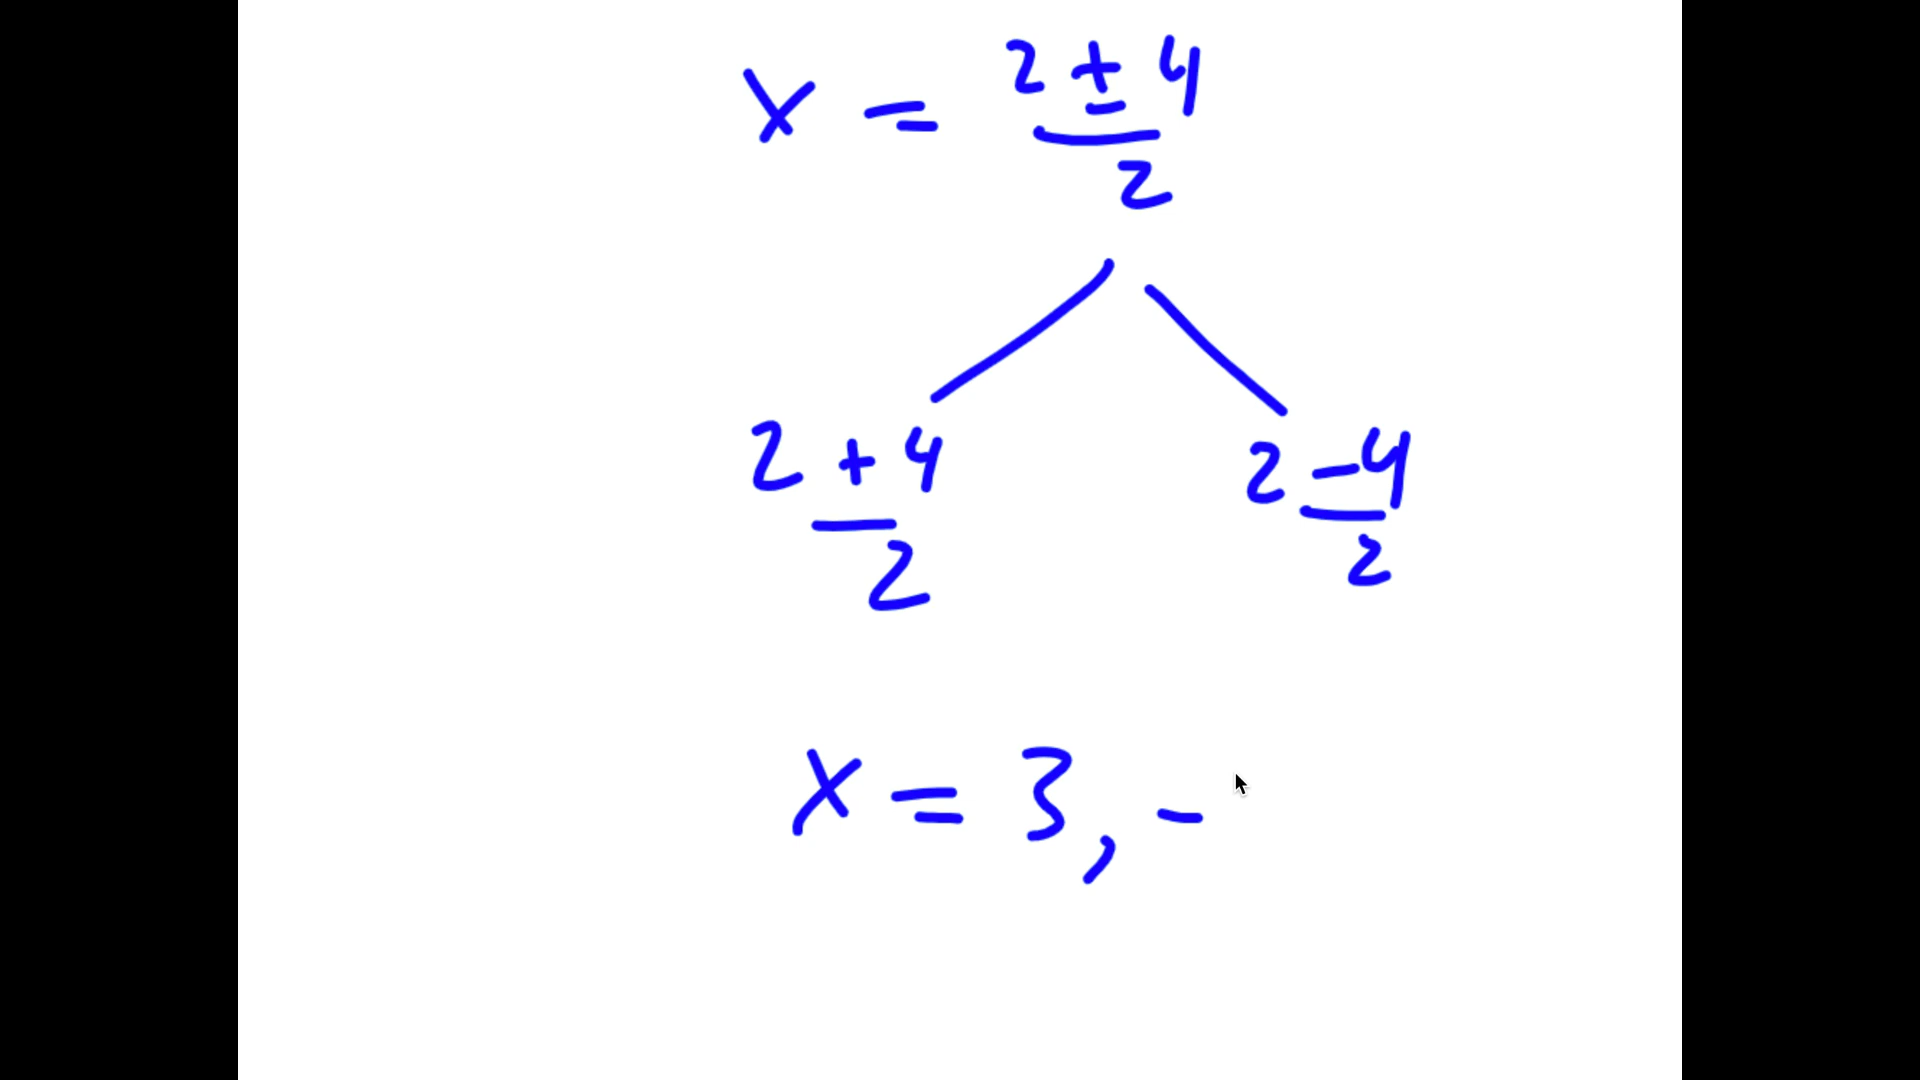 x = 2 ± 4
2
2 + 4 2 - 4
2 2
x = 3, -